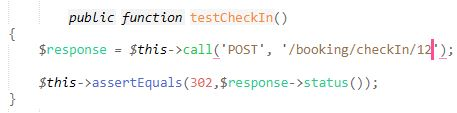 public function testCheckIn()
{
$response = $this->call('POST', '/booking/checkIn/12');
$this->assertEquals(302,$response->status());
}